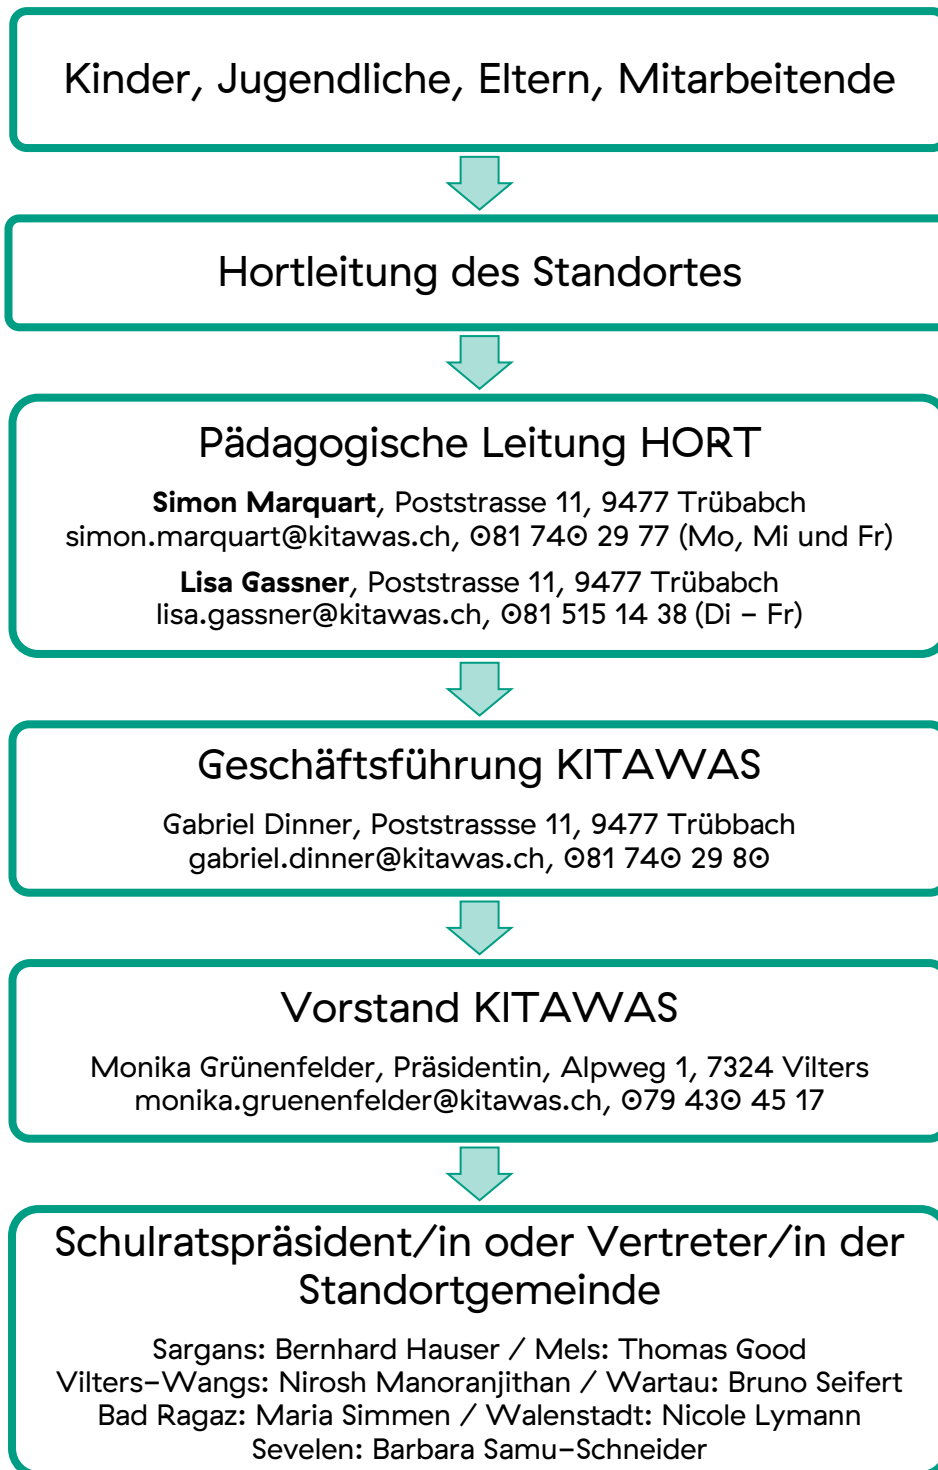 Kinder, Jugendliche, Eltern, Mitarbeitende
Hortleitung des Standortes
Pädagogische Leitung HORT
Simon Marquart, Poststrasse 11, 9477 Trübabch
simon.marquart@kitawas.ch, 081 740 29 77 (Mo, Mi und Fr)
Lisa Gassner, Poststrasse 11, 9477 Trübabch
lisa.gassner@kitawas.ch, 081 515 14 38 (Di – Fr)
Geschäftsführung KITAWAS
Gabriel Dinner, Poststrassse 11, 9477 Trübbach
gabriel.dinner@kitawas.ch, 081 740 29 80
Vorstand KITAWAS
Monika Grünenfelder, Präsidentin, Alpweg 1, 7324 Vilters
monika.gruenenfelder@kitawas.ch, 079 430 45 17
Schulratspräsident/in oder Vertreter/in der
Standortgemeinde
Sargans: Bernhard Hauser / Mels: Thomas Good
Vilters-Wangs: Nirosh Manoranjithan / Wartau: Bruno Seifert
Bad Ragaz: Maria Simmen / Walenstadt: Nicole Lymann
Sevelen: Barbara Samu-Schneider